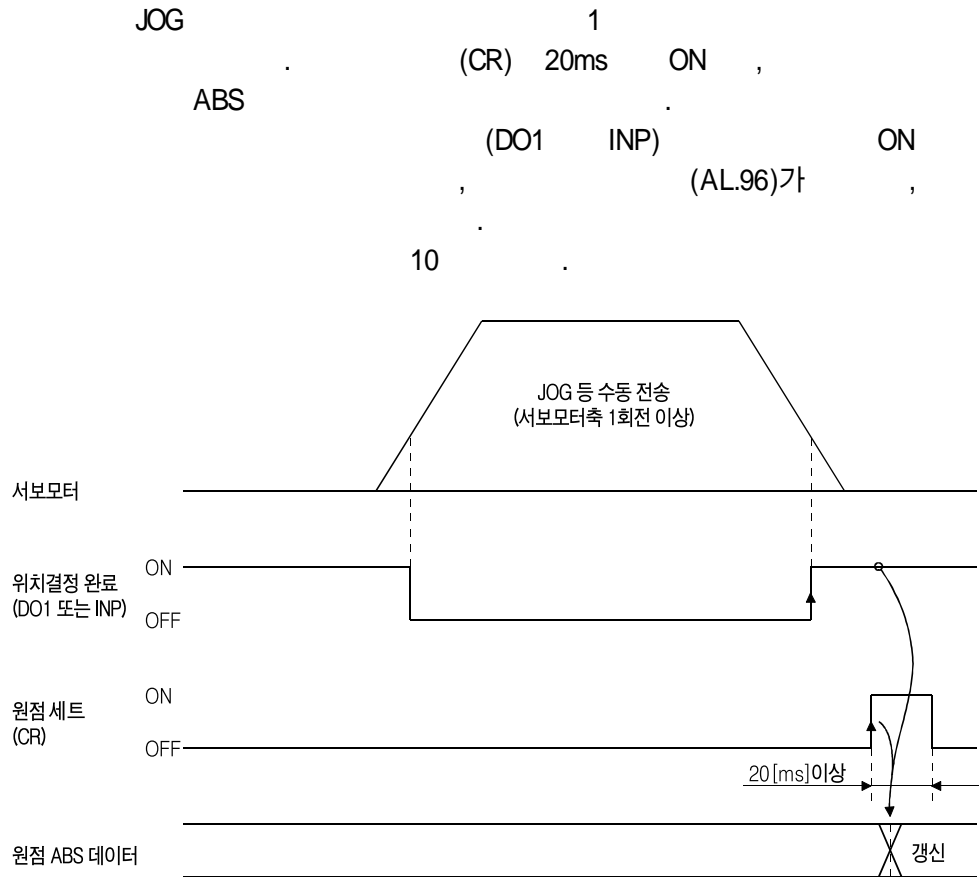 JOG 1
. (CR) 20ms ON ,
ABS .
(DO1 INP) ON
, (AL.96)가 ,
.
10 .
JOG 등 수동 전송
(서보모터축 1회전 이상)
서보모터
위치결정 완료
(DO1 또는 INP)
ON
OFF
원점 세트
(CR)
ON
OFF
20[ms]이상
원점 ABS 데이터
갱신